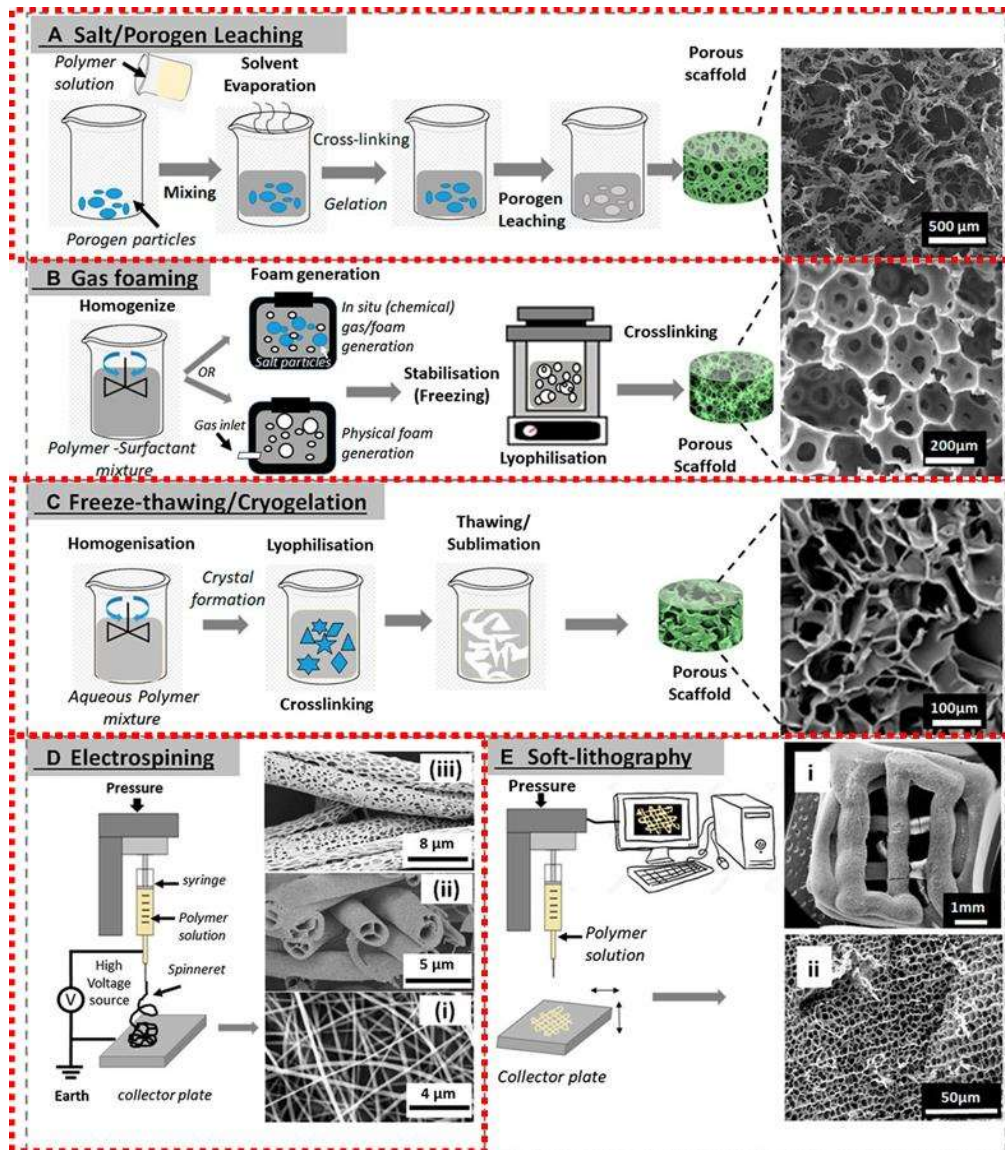 A Salt/Porogen Leaching
Polymer
solution
Solvent
Evaporation
Porous
scaffold
Cross-linking
Mixing
Gelation
Porogen
Leaching
Porogen particles
500 µm
B Gas foaming
Foam generation
Homogenize
In situ (chemical)
gas/foam
generation
Salt particles
OR
Crosslinking
Stabilisation
(Freezing)
Gas inlet
Physical foam
generation
Polymer -Surfactant
mixture
Lyophilisation
Porous
Scaffold
200µm
C Freeze-thawing/Cryogelation
Homogenisation
Lyophilisation
Thawing/
Sublimation
Crystal
formation
Aqueous Polymer
mixture
Crosslinking
Porous
Scaffold
100µm
D Electrospining
Pressure
syringe
Polymer
solution
High
Voltage
source
Spinneret
V
Earth
collector plate
(iii)
8 µm
(ii)
5 µm
(i)
4 µm
E Soft-lithography
Pressure
Polymer
solution
Collector plate
i
1mm
ii
50µm